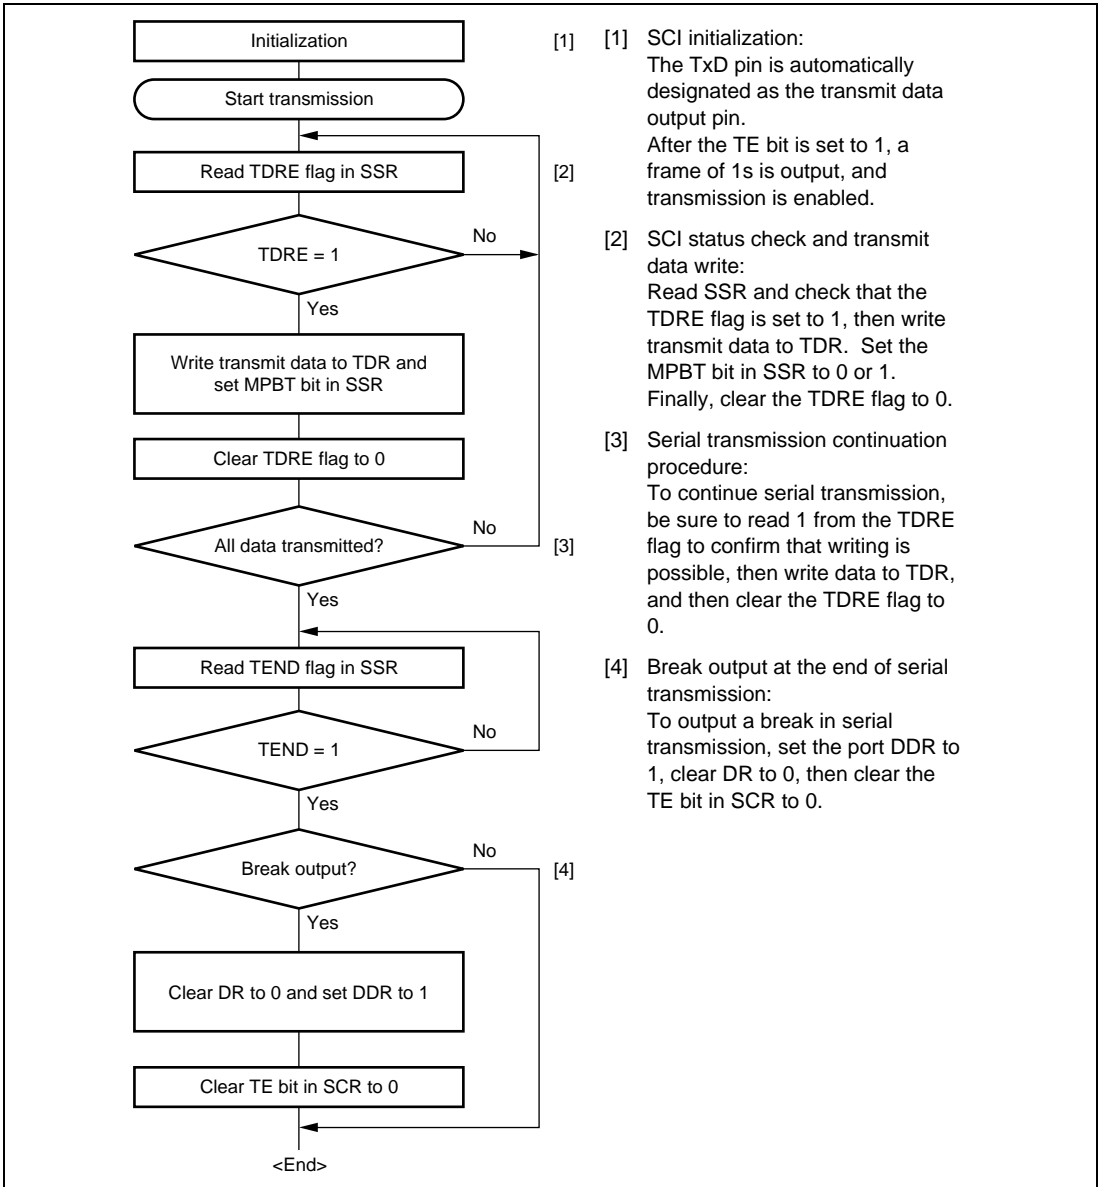 Initialization
[1]
Start transmission
Read TDRE flag in SSR
[2]
TDRE = 1
No
Yes
Write transmit data to TDR and
set MPBT bit in SSR
Clear TDRE flag to 0
All data transmitted?
No
[3]
Yes
Read TEND flag in SSR
TEND = 1
No
Yes
Break output?
No
[4]
Yes
Clear DR to 0 and set DDR to 1
Clear TE bit in SCR to 0
<End>
[1] SCI initialization:
The TxD pin is automatically
designated as the transmit data
output pin.
After the TE bit is set to 1, a
frame of 1s is output, and
transmission is enabled.
[2] SCI status check and transmit
data write:
Read SSR and check that the
TDRE flag is set to 1, then write
transmit data to TDR. Set the
MPBT bit in SSR to 0 or 1.
Finally, clear the TDRE flag to 0.
[3] Serial transmission continuation
procedure:
To continue serial transmission,
be sure to read 1 from the TDRE
flag to confirm that writing is
possible, then write data to TDR,
and then clear the TDRE flag to
0.
[4] Break output at the end of serial
transmission:
To output a break in serial
transmission, set the port DDR to
1, clear DR to 0, then clear the
TE bit in SCR to 0.